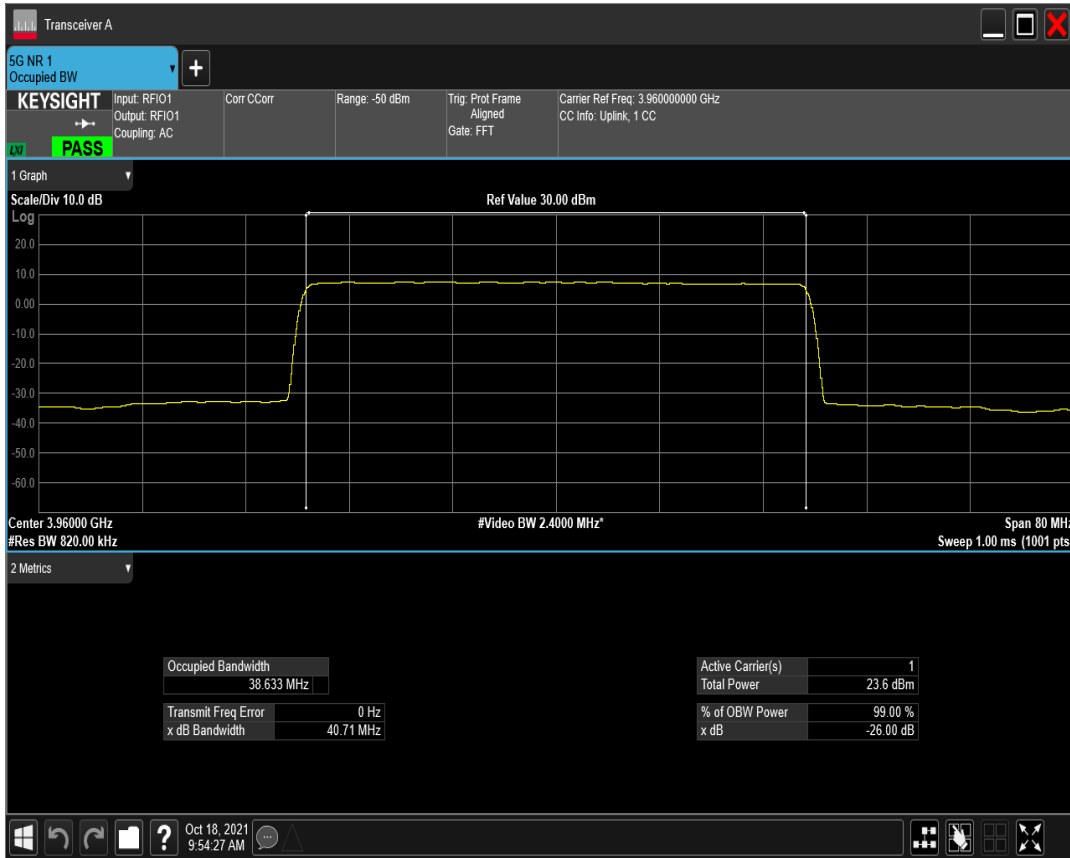 Transceiver A
5G NR 1
Occupied BW
KEYSIGHT
LXI
PASS
Input: RFIO1
Output: RFIO1
Coupling: AC
Corr CCorr
Range: -50 dBm
Trig: Prot Frame
Aligned
Gate: FFT
Carrier Ref Freq: 3.960000000 GHz
CC Info: Uplink, 1 CC
1 Graph
Scale/Div 10.0 dB
Ref Value 30.00 dBm
Log
20.0
10.0
0.00
-10.0
-20.0
-30.0
-40.0
-50.0
-60.0
Center 3.96000 GHz
#Video BW 2.4000 MHz*
Span 80 MHz
#Res BW 820.00 kHz
Sweep 1.00 ms (1001 pts
2 Metrics
Occupied Bandwidth
38.633 MHz
Transmit Freq Error 0 Hz
x dB Bandwidth 40.71 MHz
Active Carrier(s) 1
Total Power 23.6 dBm
% of OBW Power 99.00 %
x dB -26.00 dB
?
Oct 18, 2021
9:54:27 AM